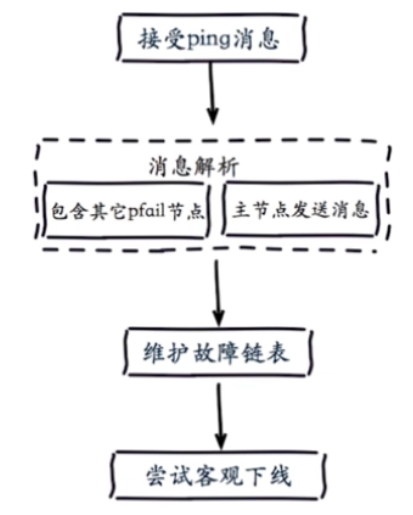 接受ping消息
消息解析
包含其它pfail节点 主节点发送消息
维护故障链表
尝试客观下线